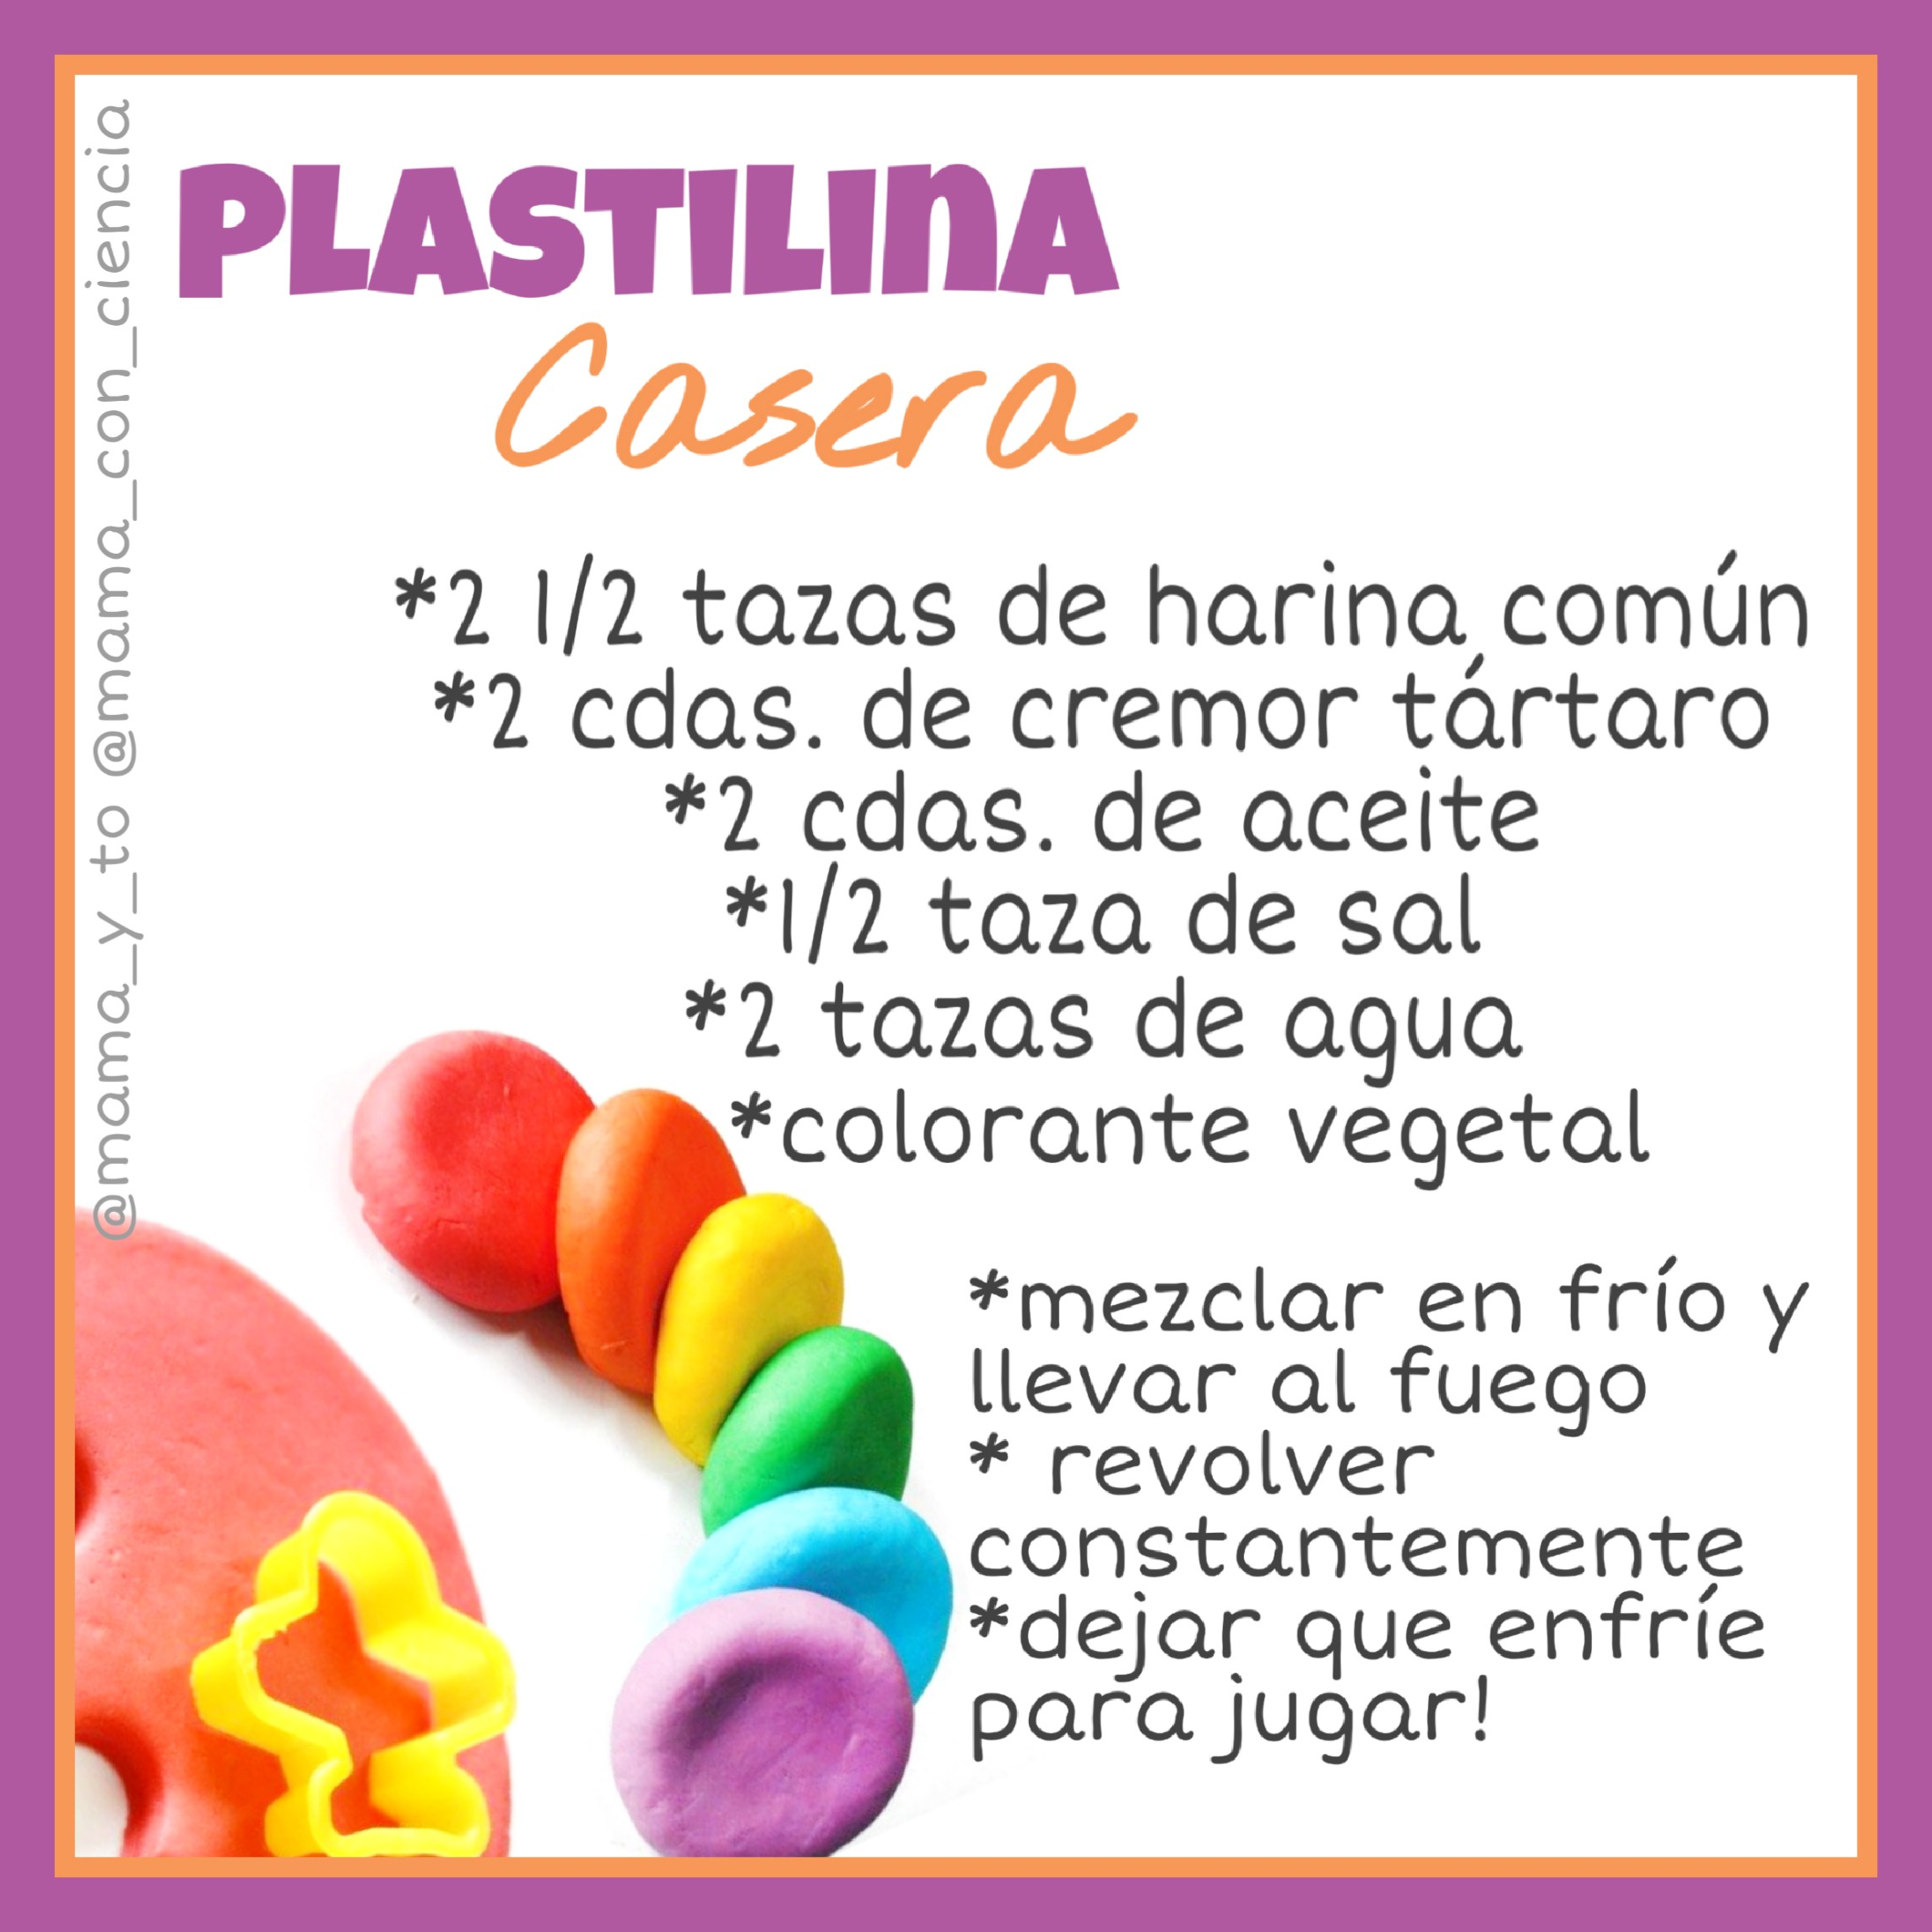 @mama_y_to @mama_con_ciencia
PLASTILINA
Casera
*2 1/2 tazas de harina común
*2 cdas. de cremor tártaro
*2 cdas. de aceite
*1/2 taza de sal
*2 tazas de agua
*colorante vegetal
*mezclar en frío y
llevar al fuego
* revolver
constantemente
*dejar que enfríe
para jugar!